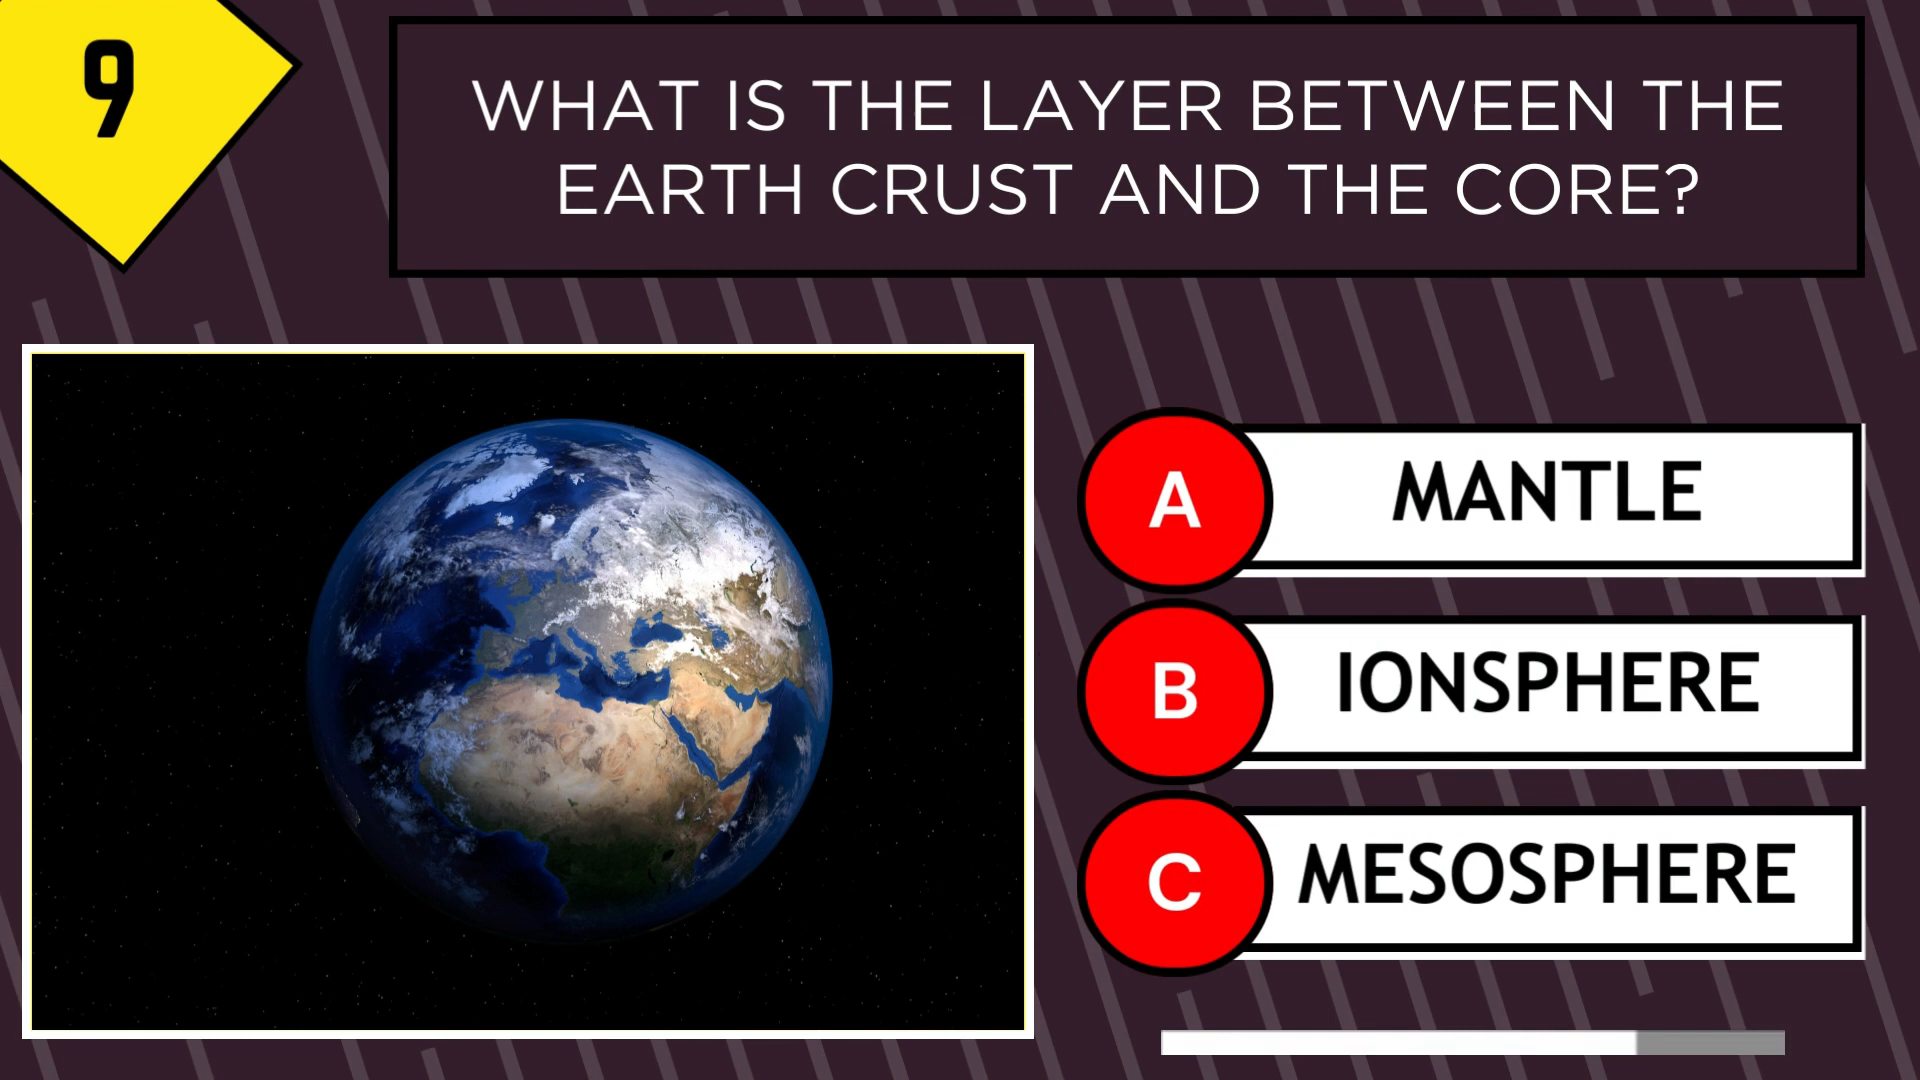 9
WHAT IS THE LAYER BETWEEN THE
EARTH CRUST AND THE CORE?
A MANTLE
B IONSPHERE
C MESOSPHERE